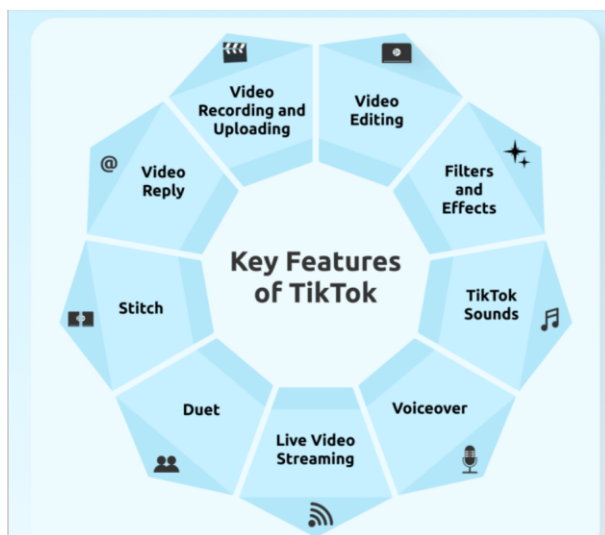 Key Features
of TikTok
Video
Recording and
Uploading
Video
Editing
Filters
and
Effects
TikTok
Sounds
Voiceover
Live Video
Streaming
Duet
Stitch
@
Video
Reply